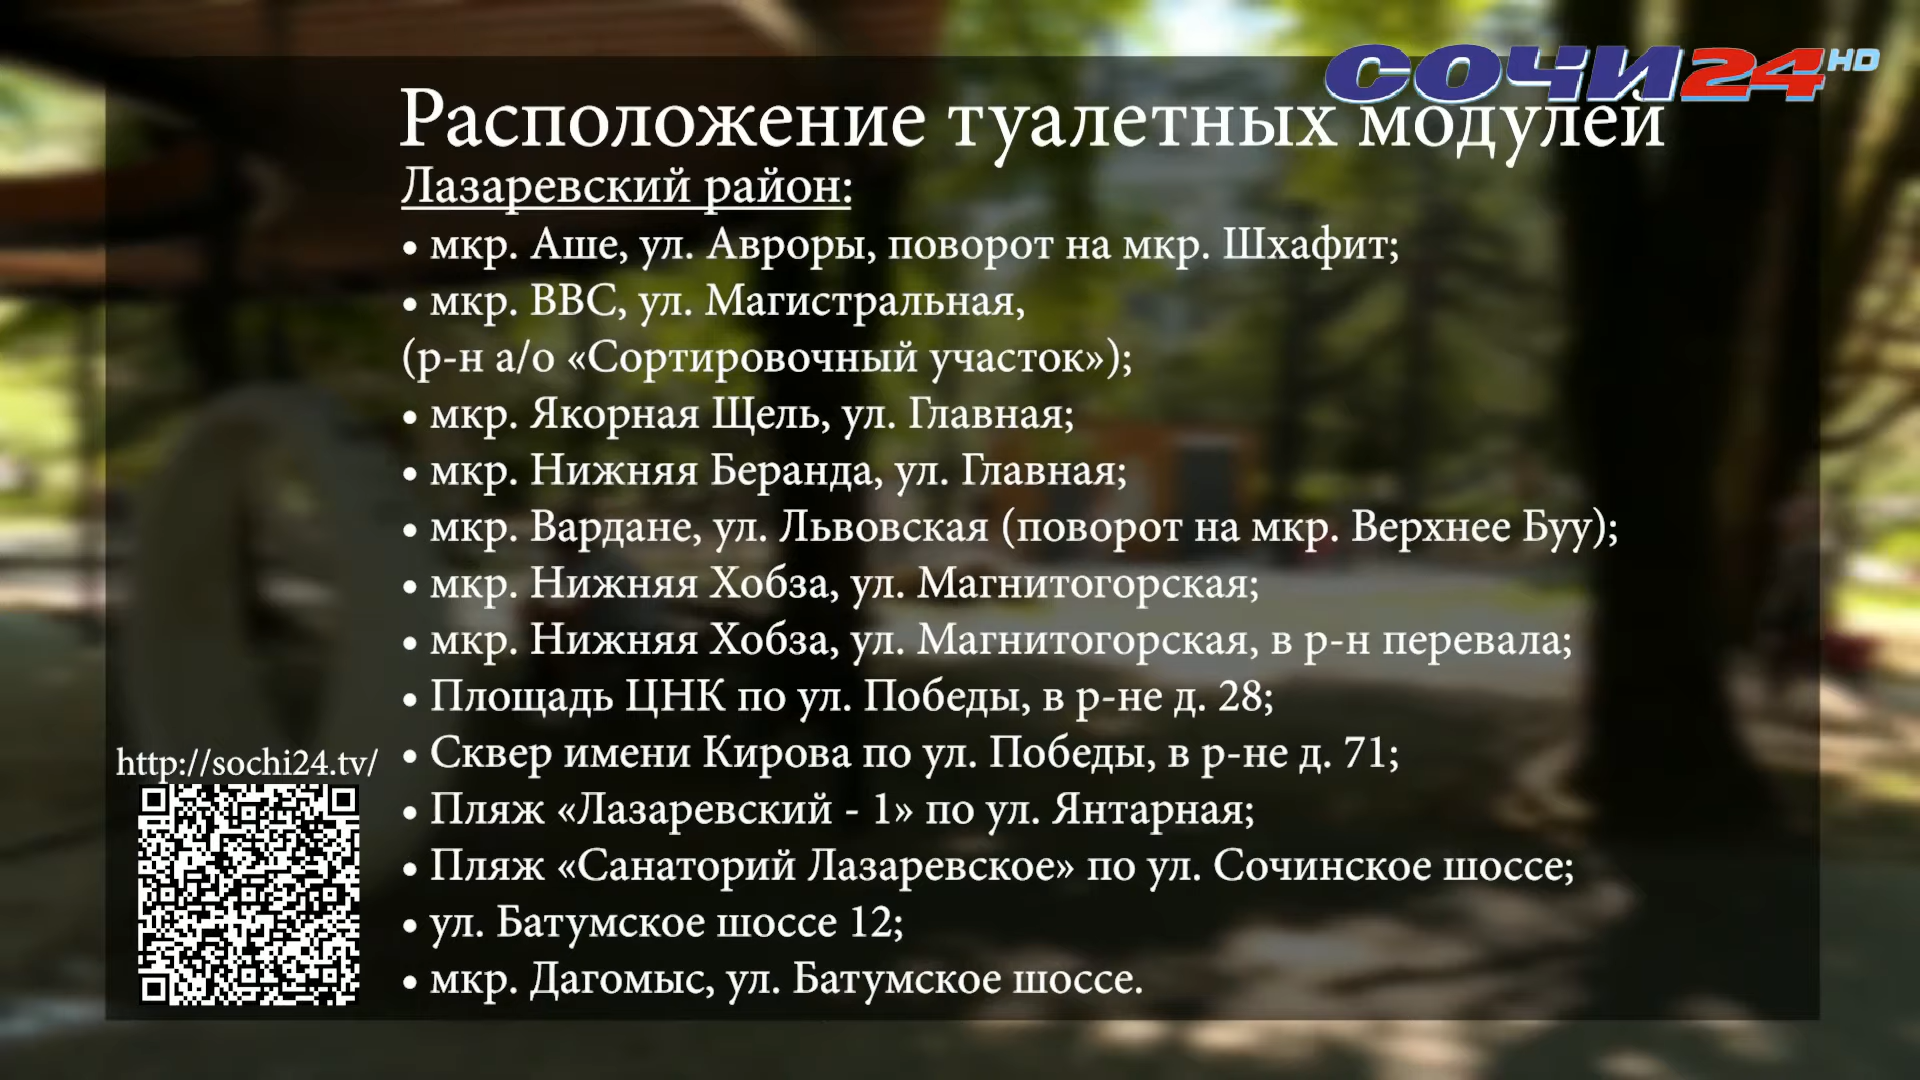 СОЧИ24 HD
Расположение туалетных модулей
Лазаревский район:
• мкр. Аше, ул. Авроры, поворот на мкр. Шхафит;
• мкр. ВВС, ул. Магистральная,
(р-н а/о «Сортировочный участок»);
• мкр. Якорная Щель, ул. Главная;
• мкр. Нижняя Беранда, ул. Главная;
• мкр. Вардане, ул. Львовская (поворот на мкр. Верхнее Буу);
• мкр. Нижняя Хобза, ул. Магнитогорская;
• мкр. Нижняя Хобза, ул. Магнитогорская, в р-н перевала;
• Площадь ЦНК по ул. Победы, в р-не д. 28;
• Сквер имени Кирова по ул. Победы, в р-не д. 71;
• Пляж «Лазаревский - 1» по ул. Янтарная;
• Пляж «Санаторий Лазаревское» по ул. Сочинское шоссе;
• ул. Батумское шоссе 12;
• мкр. Дагомыс, ул. Батумское шоссе.
http://sochi24.tv/